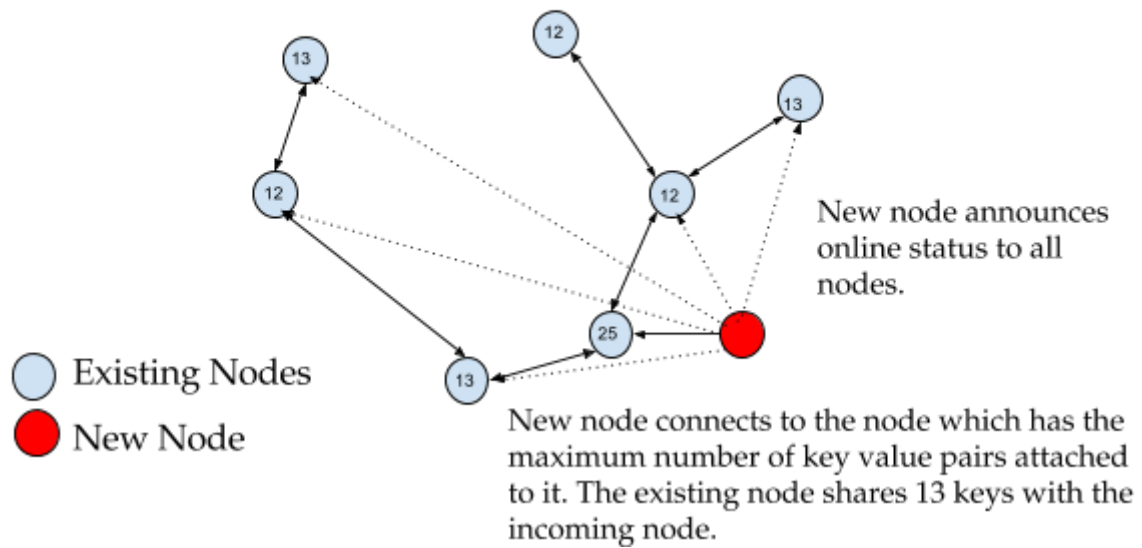 12
13
13
12
12
New node announces
online status to all
nodes.
25
13
Existing Nodes
New Node
New node connects to the node which has the
maximum number of key value pairs attached
to it. The existing node shares 13 keys with the
incoming node.